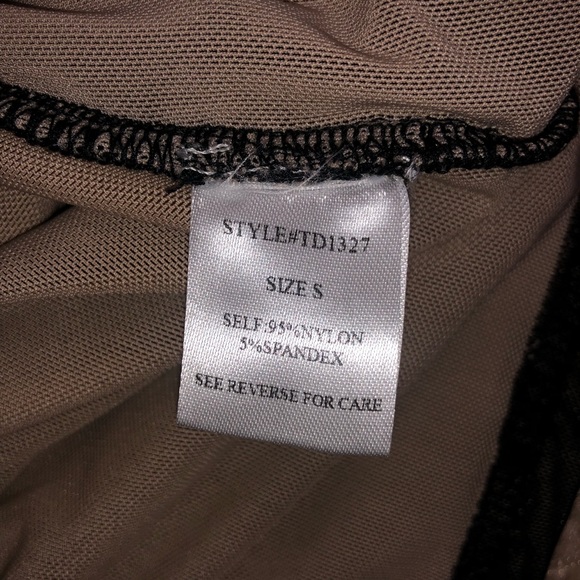 STYLE#TD1327
SIZE S
SELF:95%NYLON
5%SPANDEX
SEE REVERSE FOR CARE